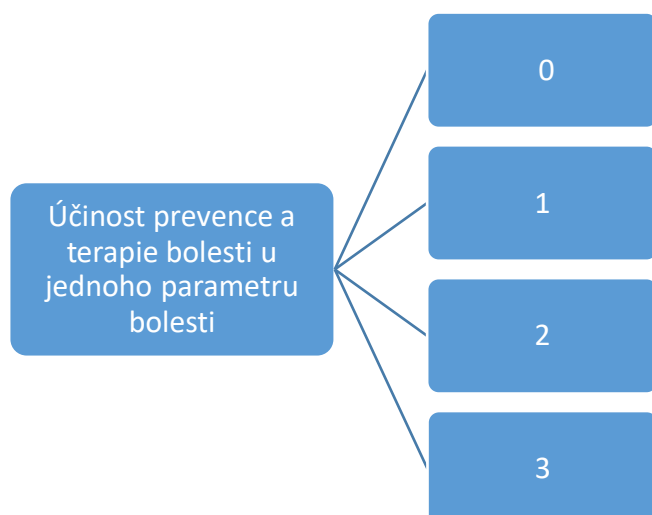 Účinost prevence a
terapie bolesti u
jednoho parametru
bolesti
0
1
2
3